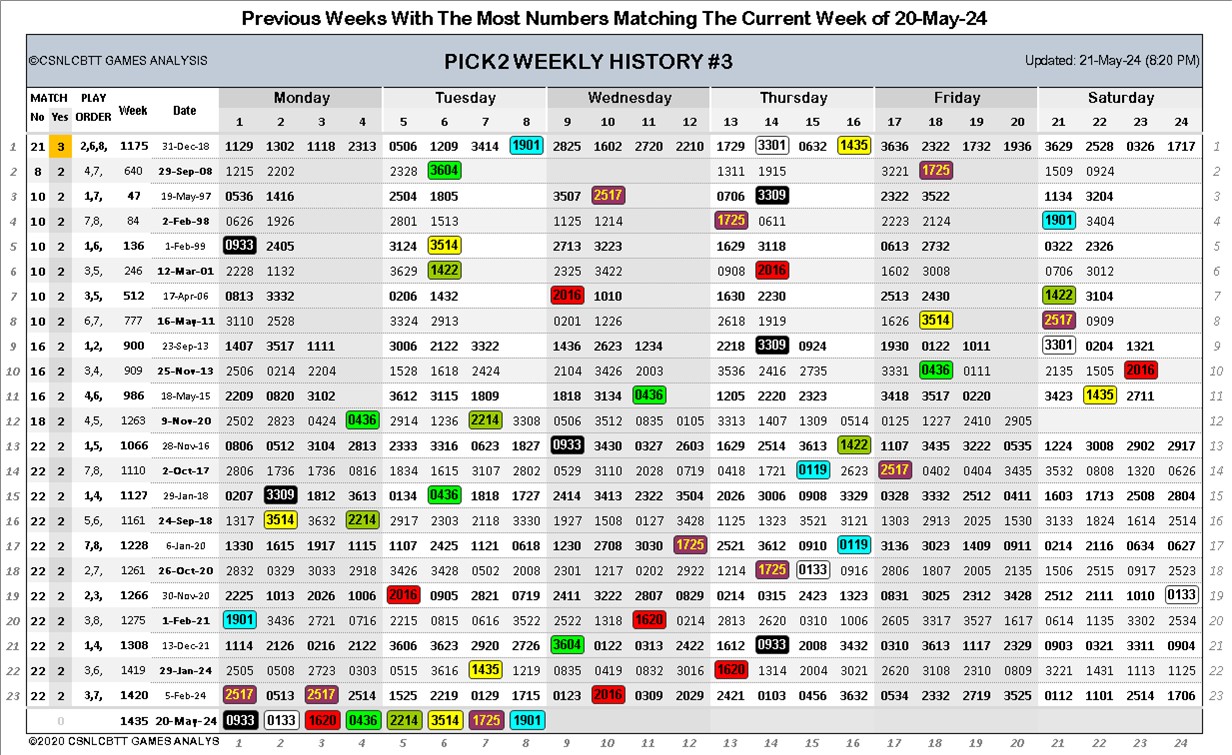 Previous Weeks With The Most Numbers Matching The Current Week of 20-May-24
©CSNLCBTT GAMES ANALYSIS PICK2 WEEKLY HISTORY #3 Updated: 21-May-24 (8:20 PM)
MATCH PLAY Week Date Monday Tuesday Wednesday Thursday Friday Saturday
No Yes ORDER 1 2 3 4 5 6 7 8 9 10 11 12 13 14 15 16 17 18 19 20 21 22 23 24
1 21 3 2,6,8, 1175 31-Dec-18 1129 1302 1118 2313 0506 1209 3414 1901 2825 1602 2720 2210 1729 3301 0632 1435 3636 2322 1732 1936 3629 2528 0326 1717 1
2 8 2 4,7, 640 29-Sep-08 1215 2202 2328 3604 1311 1915 3221 1725 1509 0924 2
3 10 2 1,7, 47 19-May-97 0536 1416 2504 1805 3507 2517 0706 3309 2322 3522 1134 3204 3
4 10 2 7,8, 84 2-Feb-98 0626 1926 2801 1513 1125 1214 1725 0611 2223 2124 1901 3404 4
5 10 2 1,6, 136 1-Feb-99 0933 2405 3124 3514 2713 3223 1629 3118 0613 2732 0322 2326 5
6 10 2 3,5, 246 12-Mar-01 2228 1132 3629 1422 2325 3422 0908 2016 1602 3008 0706 3012 6
7 10 2 3,5, 512 17-Apr-06 0813 3332 0206 1432 2016 1010 1630 2230 2513 2430 1422 3104 7
8 10 2 6,7, 777 16-May-11 3110 2528 3324 2913 0201 1226 2618 1919 1626 3514 2517 0909 8
9 16 2 1,2, 900 23-Sep-13 1407 3517 1111 3006 2122 3322 1436 2623 1234 2218 3309 0924 1930 0122 1011 3301 0204 1321 9
10 16 2 3,4, 909 25-Nov-13 2506 0214 2204 1528 1618 2424 2104 3426 2003 3536 2416 2735 3331 0436 0111 2135 1505 2016 10
11 16 2 4,6, 986 18-May-15 2209 0820 3102 3612 3115 1809 1818 3134 0436 1205 2220 2323 3418 3517 0220 3423 1435 2711 11
12 18 2 4,5, 1263 9-Nov-20 2502 2823 0424 0436 2914 1236 2214 3308 0506 3512 0835 0105 3313 1407 1309 0514 0125 1227 2410 2905 12
13 22 2 1,5, 1066 28-Nov-16 0806 0512 3104 2813 2333 3316 0623 1827 0933 3430 0327 2603 1629 2514 3613 1422 1107 3435 3222 0535 1224 3008 2902 2917 13
14 22 2 7,8, 1110 2-Oct-17 2806 1736 1736 0816 1834 1615 3107 2802 0529 3110 2028 0719 0418 1721 0119 2623 2517 0402 0404 3435 3532 0808 1320 0626 14
15 22 2 1,4, 1127 29-Jan-18 0207 3309 1812 3613 0134 0436 1818 1727 2414 3413 2322 3504 2026 3006 0908 3329 0328 3332 2512 0411 1603 1713 2508 2804 15
16 22 2 5,6, 1161 24-Sep-18 1317 3514 3632 2214 2917 2303 2118 3330 1927 1508 0127 3428 1125 1323 3521 3121 1303 2913 2025 1530 3133 1824 1614 2514 16
17 22 2 7,8, 1228 6-Jan-20 1330 1615 1917 1115 1107 2425 1121 0618 1230 2708 3030 1725 2521 3612 0910 0119 3136 3023 1409 0911 0214 2116 0634 0627 17
18 22 2 2,7, 1261 26-Oct-20 2832 0329 3033 2918 3426 3428 0502 2008 2301 1217 0202 2922 1214 1725 0133 0916 2806 1807 2005 2135 1506 2515 0917 2523 18
19 22 2 2,3, 1266 30-Nov-20 2225 1013 2026 1006 2016 0905 2821 0719 2411 3222 2807 0829 0214 0315 2423 1323 0831 3025 2312 3428 2512 2111 1010 0133 19
20 22 2 3,8, 1275 1-Feb-21 1901 3436 2721 0716 2215 0815 0616 3522 2522 1318 1620 0214 2813 2620 0310 1006 2605 3317 3527 1617 0614 1135 3302 2534 20
21 22 2 4,4, 1308 13-Dec-21 1114 2126 0216 2122 3606 3623 2920 2726 3604 0122 0313 2422 1612 0933 2008 3432 0310 3613 1117 2329 0903 0321 3311 0904 21
22 22 2 3,6, 1419 29-Jan-24 2505 0508 2723 0303 0515 3616 1435 1219 0835 0419 0832 3016 1620 1314 2004 3021 2620 3108 2310 0809 3221 1431 1113 1125 22
23 22 2 3,7, 1420 5-Feb-24 2517 0513 2517 2514 1525 2219 0129 1715 0123 2016 0309 2029 2421 0103 0456 3632 0534 2332 2719 3525 0112 1101 2514 1706 23
0 1435 20-May-24 0933 0133 1620 0436 2214 3514 1725 1901
©2020 CSNLCBTT GAMES ANALYS 1 2 3 4 5 6 7 8 9 10 11 12 13 14 15 16 17 18 19 20 21 22 23 24